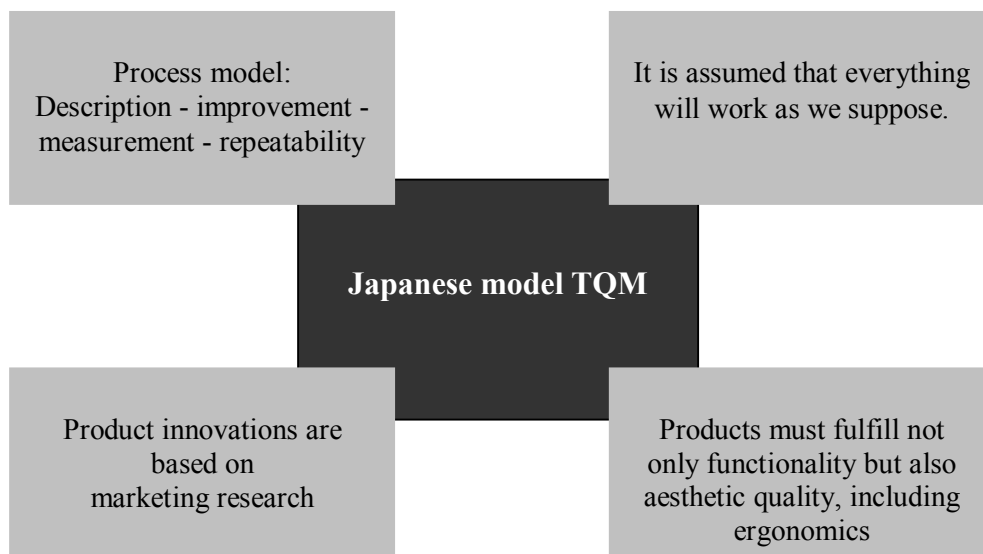 Process model:
Description - improvement -
measurement - repeatability
It is assumed that everything
will work as we suppose.
Japanese model TQM
Product innovations are
based on
marketing research
Products must fulfill not
only functionality but also
aesthetic quality, including
ergonomics